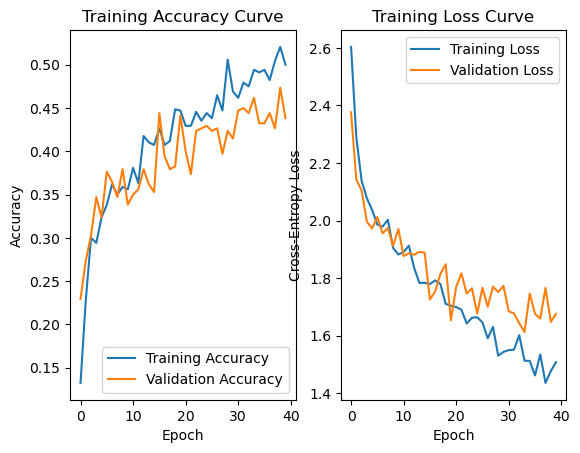 Training Accuracy Curve
0.50
0.45
0.40
0.35
0.30
0.25
0.20
0.15
Accuracy
Training Accuracy
Validation Accuracy
0 10 20 30 40
Epoch
Training Loss Curve
2.6
2.4
2.2
2.0
1.8
1.6
1.4
Cross-Entropy Loss
Training Loss
Validation Loss
0 10 20 30 40
Epoch